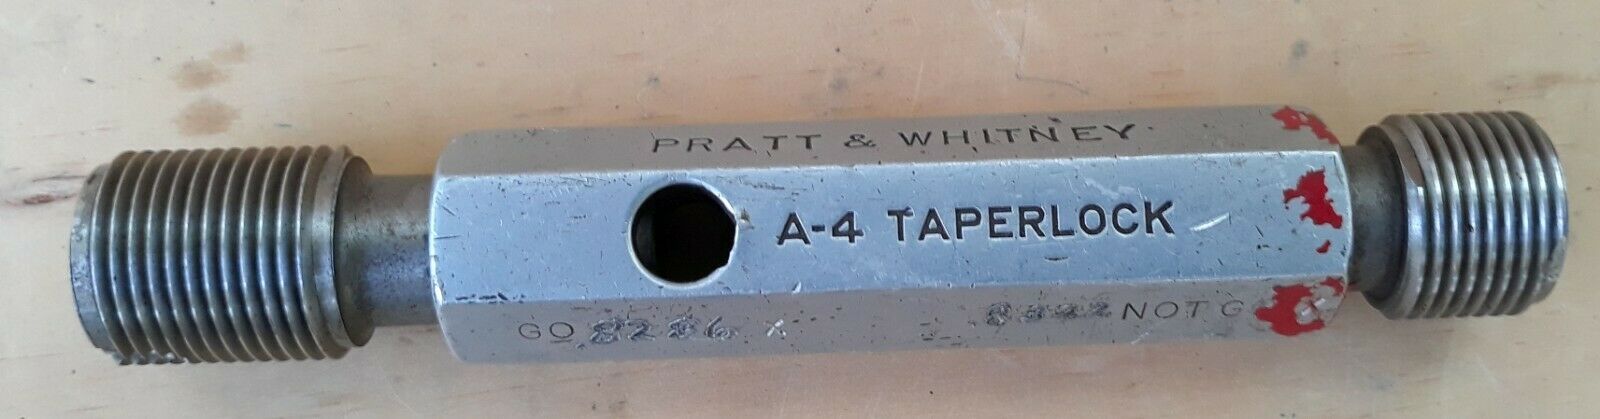 PRATT & WHITNEY
A-4 TAPERLOCK
GO 8286 NOT G